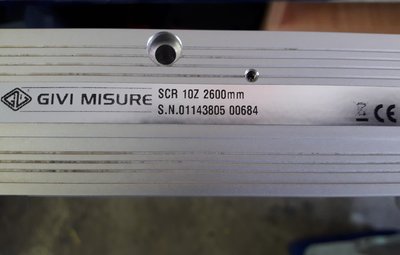 GIVI MISURE
SCR 10Z 2600mm
S.N.01143805 00684
CE